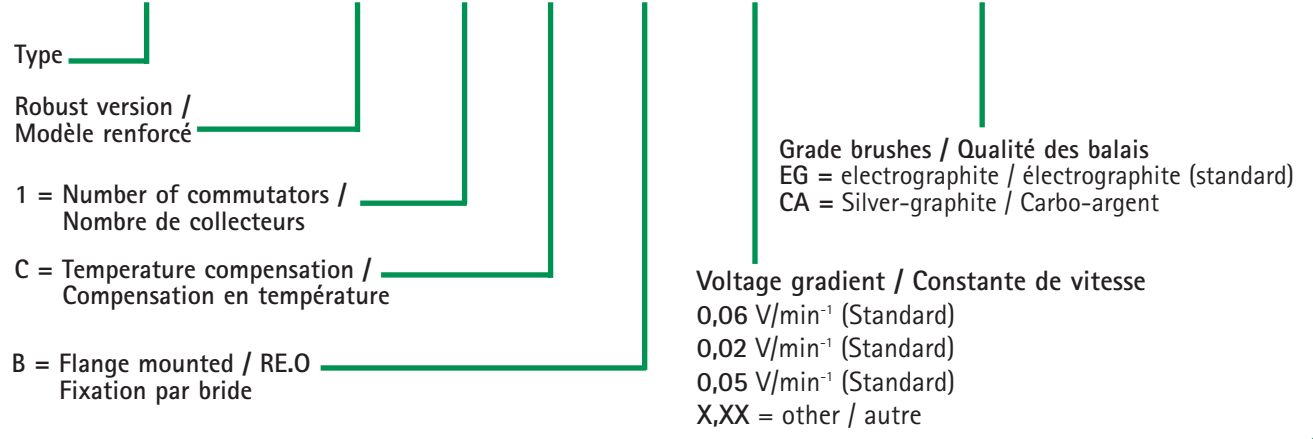 Type
Robust version /
Modèle renforcé
1 = Number of commutators /
Nombre de collecteurs
C = Temperature compensation /
Compensation en température
B = Flange mounted / RE.O
Fixation par bride
Grade brushes / Qualité des balais
EG = electrographite / électrographite (standard)
CA = Silver-graphite / Carbo-argent
Voltage gradient / Constante de vitesse
0,06 V/min⁻¹ (Standard)
0,02 V/min⁻¹ (Standard)
0,05 V/min⁻¹ (Standard)
X,XX = other / autre